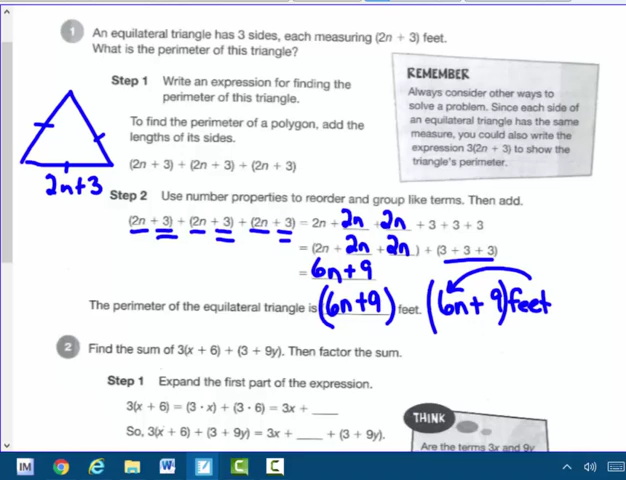 1 An equilateral triangle has 3 sides, each measuring (2n + 3) feet.
What is the perimeter of this triangle?
Step 1 Write an expression for finding the
perimeter of this triangle.
To find the perimeter of a polygon, add the
lengths of its sides.
(2n + 3) + (2n + 3) + (2n + 3)
REMEMBER
Always consider other ways to
solve a problem. Since each side of
an equilateral triangle has the same
measure, you could also write the
expression 3(2n + 3) to show the
triangle's perimeter.
2n+3
Step 2 Use number properties to reorder and group like terms. Then add.
(2n + 3) + (2n + 3) + (2n + 3) = 2n + 2n + 2n + 3 + 3 + 3
= (2n + 2n + 2n) + (3 + 3 + 3)
= 6n+9
The perimeter of the equilateral triangle is (6n+9) feet. (6n+9)feet
2 Find the sum of 3(x + 6) + (3 + 9y). Then factor the sum.
Step 1 Expand the first part of the expression.
3(x + 6) = (3 · x) + (3 · 6) = 3x + ____
So, 3(x + 6) + (3 + 9y) = 3x + ____ + (3 + 9y).
THINK
Are the terms 3x and 9y
IM